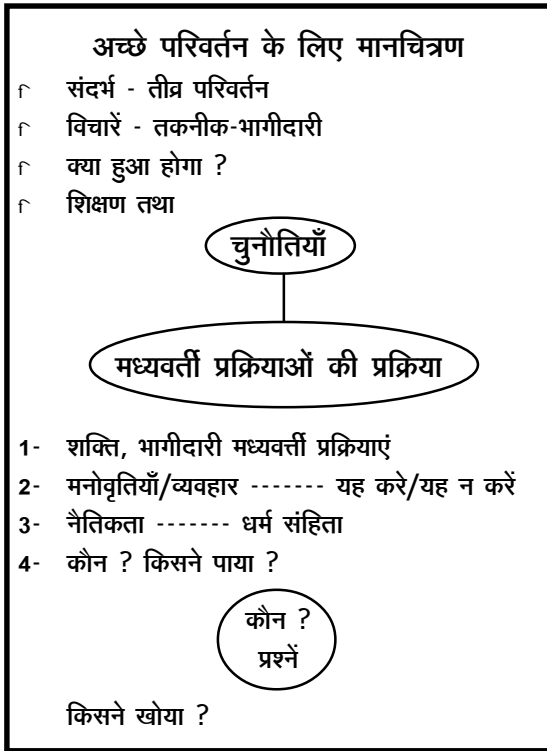 अच्छे परिवर्तन के लिए मानचित्रण
संदर्भ - तीव्र परिवर्तन
विचारें - तकनीक-भागीदारी
क्या हुआ होगा ?
शिक्षण तथा
चुनौतियाँ
मध्यवर्ती प्रक्रियाओं की प्रक्रिया
1- शक्ति, भागीदारी मध्यवर्त्ती प्रक्रियाएं
2- मनोवृतियाँ/व्यवहार ------- यह करे/यह न करें
3- नैतिकता ------- धर्म संहिता
4- कौन ? किसने पाया ?
कौन ?
प्रश्नें
किसने खोया ?